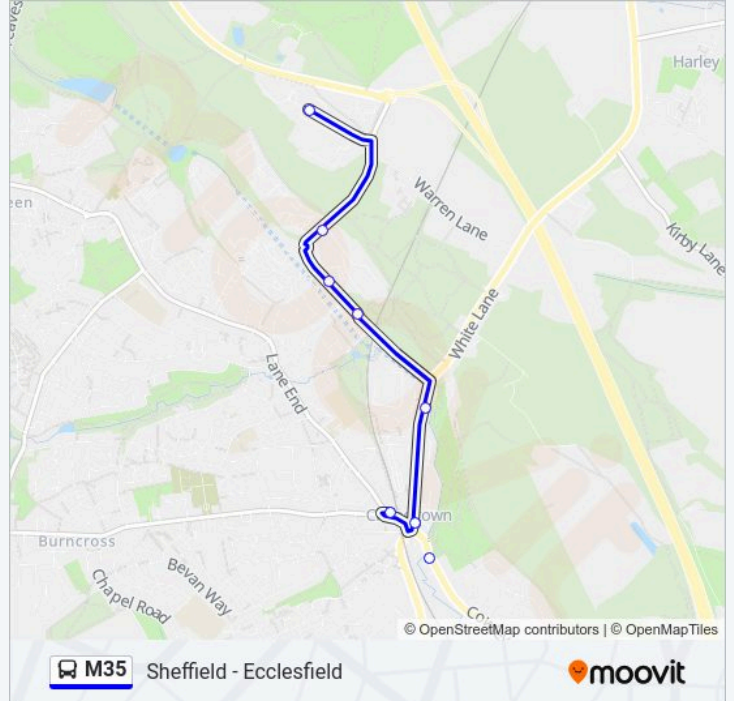 Harley
Warren Lane
Kirby Lane
een
White Lane
Lane End
Burncross
Bevan Way
Chapel Road
© OpenStreetMap contributors | © OpenMapTiles
M35 Sheffield - Ecclesfield
moovit